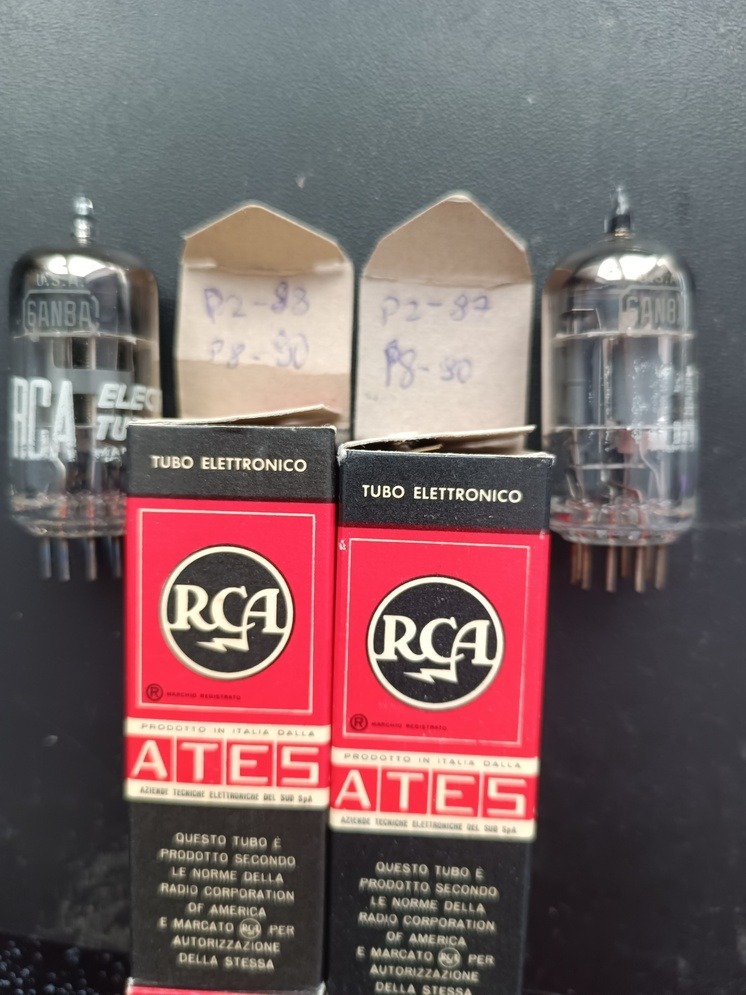 U.S.A.
6AN8A
RCA
ELEC
TU
P2-88
P8-90
P2-87
P8-90
6AN8
TUBO ELETTRONICO
RCA
® MARCHIO REGISTRATO
PRODOTTO IN ITALIA DALLA
ATES
AZIENDE TECNICHE ELETTRONICHE DEL SUD SpA
QUESTO TUBO È
PRODOTTO SECONDO
LE NORME DELLA
RADIO CORPORATION
OF AMERICA
E MARCATO RCA PER
AUTORIZZAZIONE
DELLA STESSA
TUBO ELETTRONICO
RCA
® MARCHIO REGISTRATO
PRODOTTO IN ITALIA DALLA
ATES
AZIENDE TECNICHE ELETTRONICHE DEL SUD SpA
QUESTO TUBO È
PRODOTTO SECONDO
LE NORME DELLA
RADIO CORPORATION
OF AMERICA
E MARCATO RCA PER
AUTORIZZAZIONE
DELLA STESSA